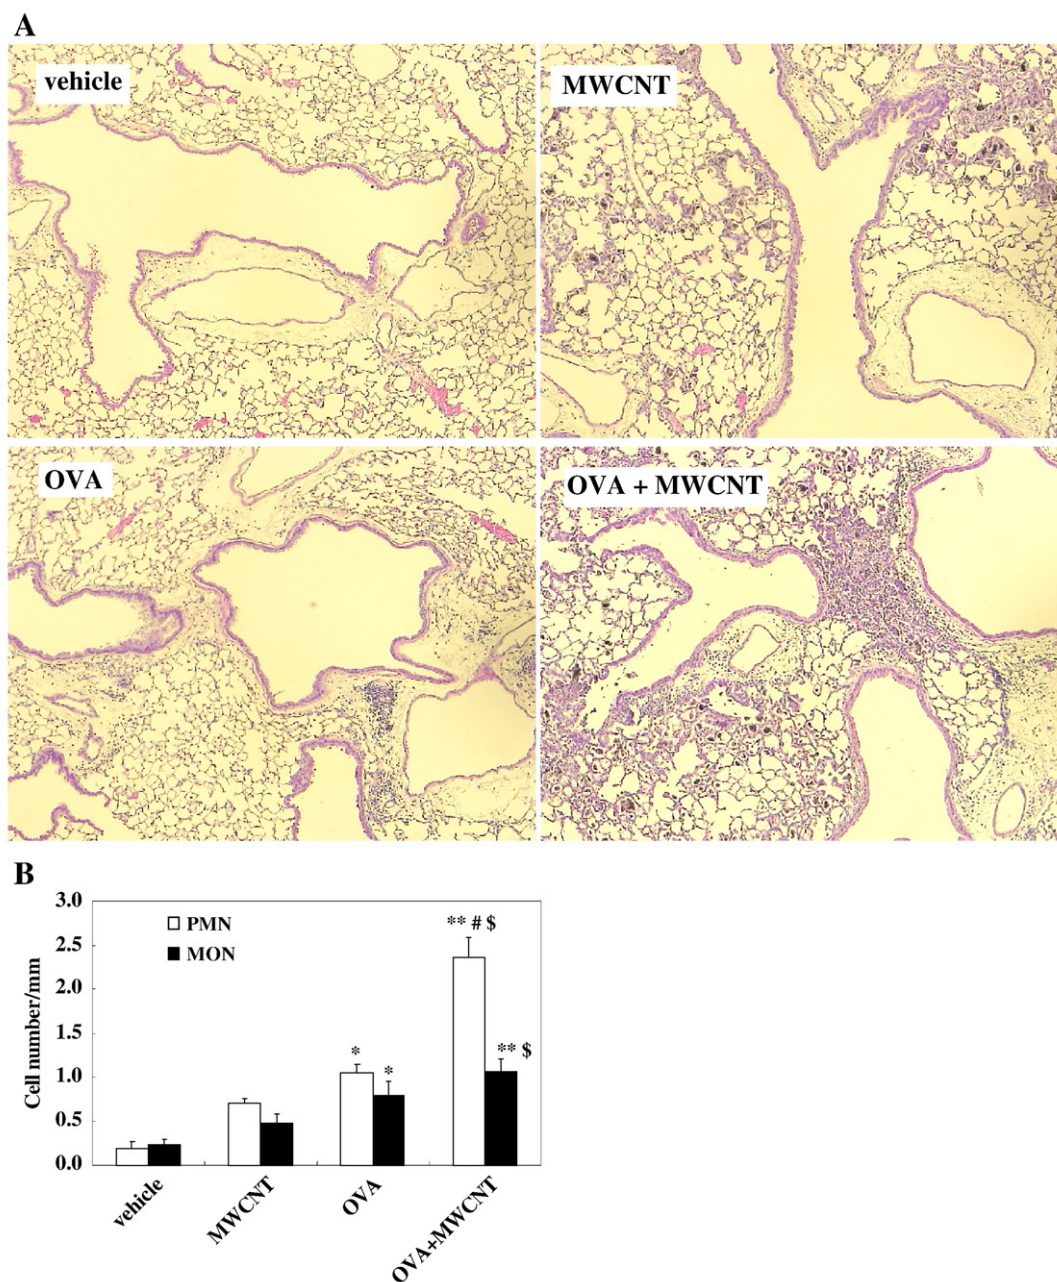 A
vehicle
MWCNT
OVA
OVA + MWCNT
B
Cell number/mm
3.0
2.5
2.0
1.5
1.0
0.5
0.0
PMN
MON
*
*
** # $
** $
vehicle
MWCNT
OVA
OVA+MWCNT